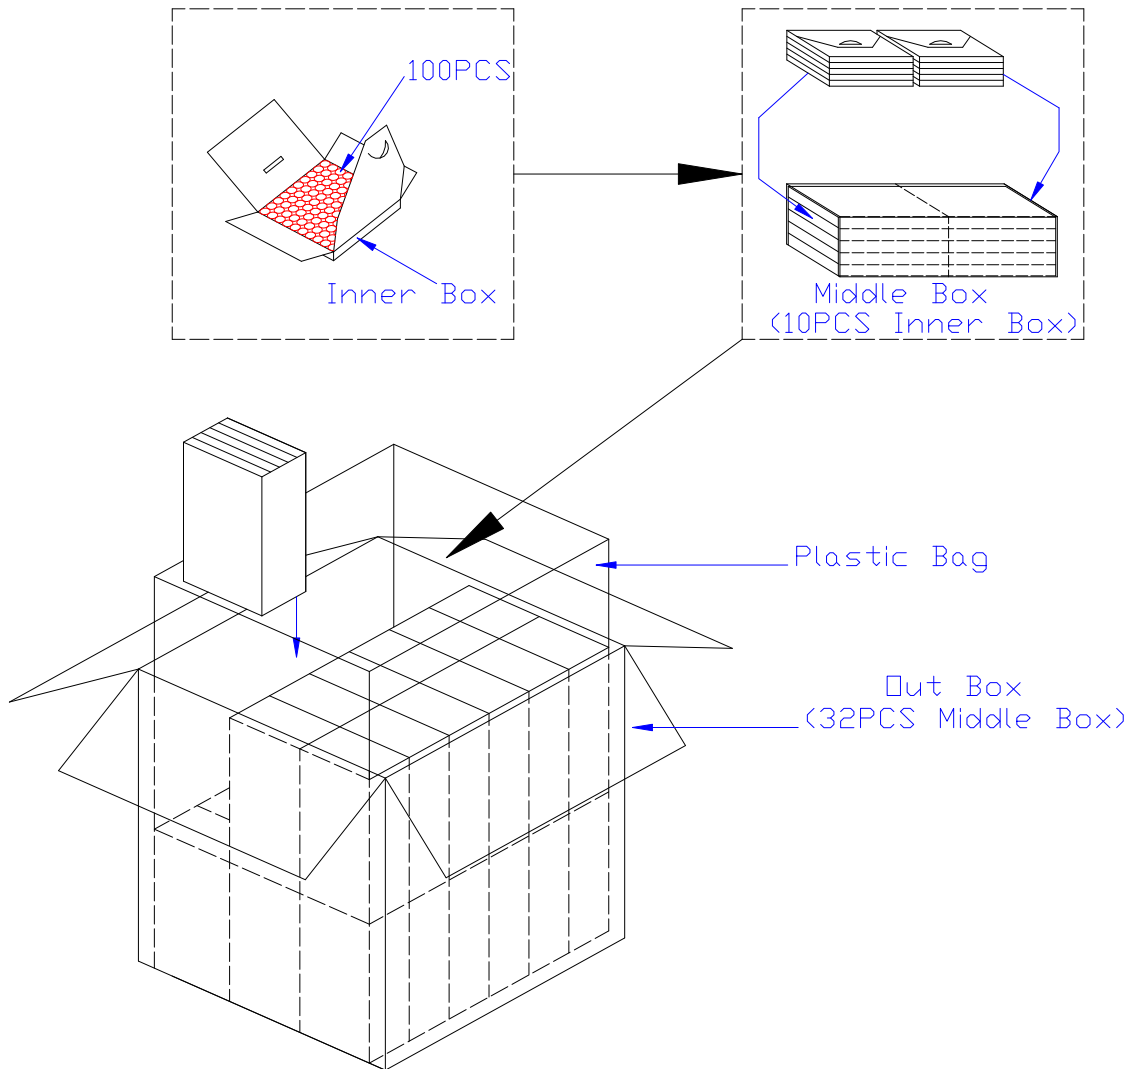 100PCS
Inner Box
Middle Box
(10PCS Inner Box)
Plastic Bag
Out Box
(32PCS Middle Box)